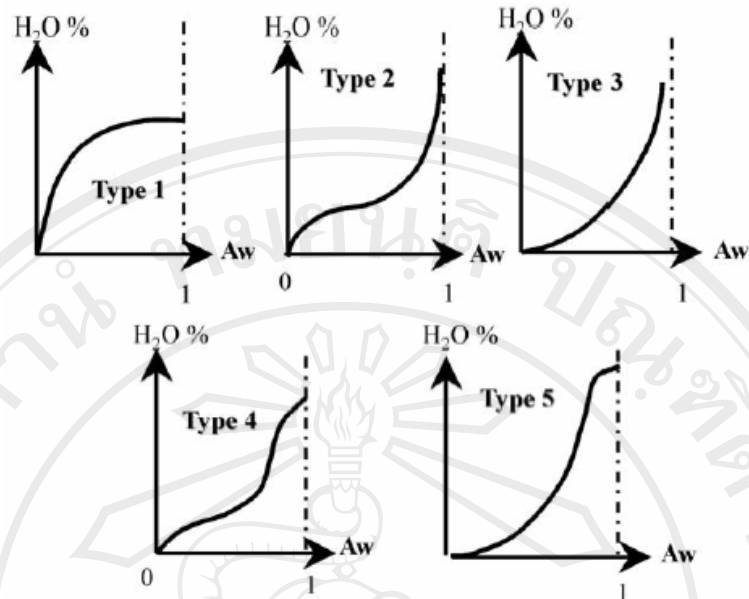 H₂O %
Type 1
Aw
1
H₂O %
Type 2
Aw
0
1
H₂O %
Type 3
Aw
1
H₂O %
Type 4
Aw
0
1
H₂O %
Type 5
Aw
1